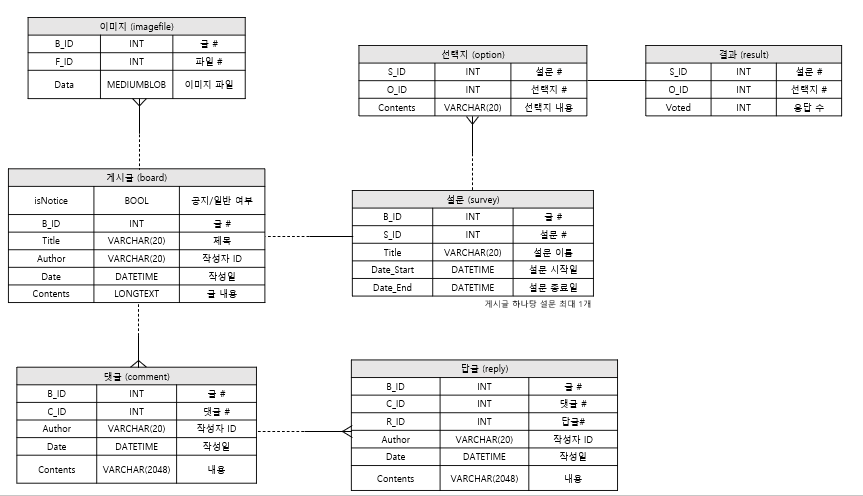 이미지 (imagefile)
B_ID INT 글 #
F_ID INT 파일 #
Data MEDIUMBLOB 이미지 파일
선택지 (option)
S_ID INT 설문 #
O_ID INT 선택지 #
Contents VARCHAR(20) 선택지 내용
결과 (result)
S_ID INT 설문 #
O_ID INT 선택지 #
Voted INT 응답 수
게시글 (board)
isNotice BOOL 공지/일반 여부
B_ID INT 글 #
Title VARCHAR(20) 제목
Author VARCHAR(20) 작성자 ID
Date DATETIME 작성일
Contents LONGTEXT 글 내용
설문 (survey)
B_ID INT 글 #
S_ID INT 설문 #
Title VARCHAR(20) 설문 이름
Date_Start DATETIME 설문 시작일
Date_End DATETIME 설문 종료일
게시글 하나당 설문 최대 1개
댓글 (comment)
B_ID INT 글 #
C_ID INT 댓글 #
Author VARCHAR(20) 작성자 ID
Date DATETIME 작성일
Contents VARCHAR(2048) 내용
답글 (reply)
B_ID INT 글 #
C_ID INT 댓글 #
R_ID INT 답글#
Author VARCHAR(20) 작성자 ID
Date DATETIME 작성일
Contents VARCHAR(2048) 내용